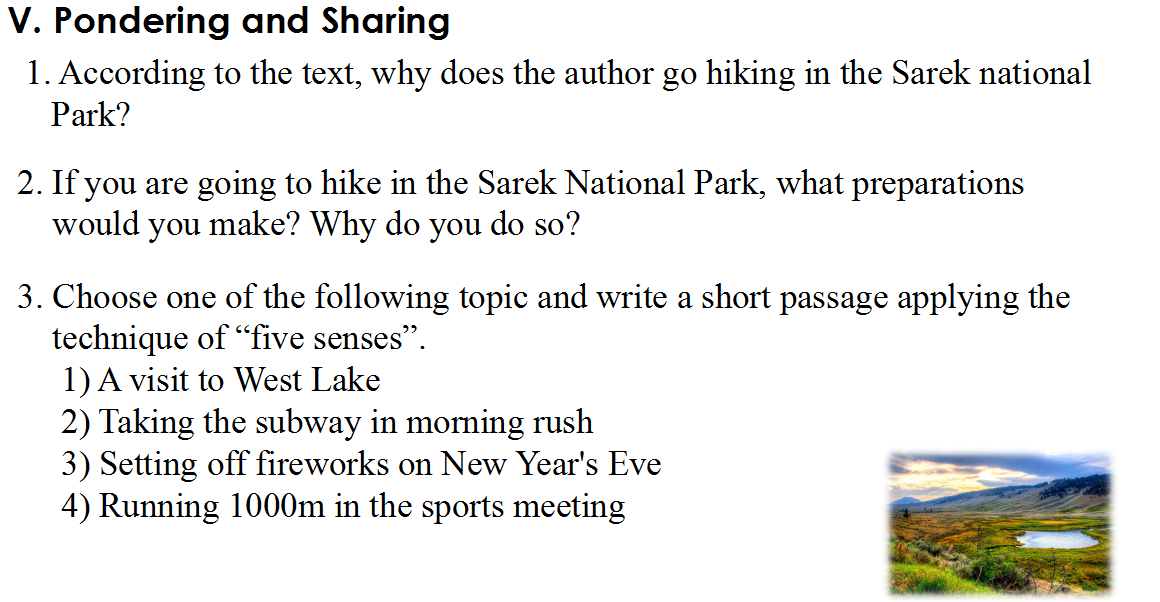 V. Pondering and Sharing
1. According to the text, why does the author go hiking in the Sarek national
Park?
2. If you are going to hike in the Sarek National Park, what preparations
would you make? Why do you do so?
3. Choose one of the following topic and write a short passage applying the
technique of “five senses”.
1) A visit to West Lake
2) Taking the subway in morning rush
3) Setting off fireworks on New Year's Eve
4) Running 1000m in the sports meeting